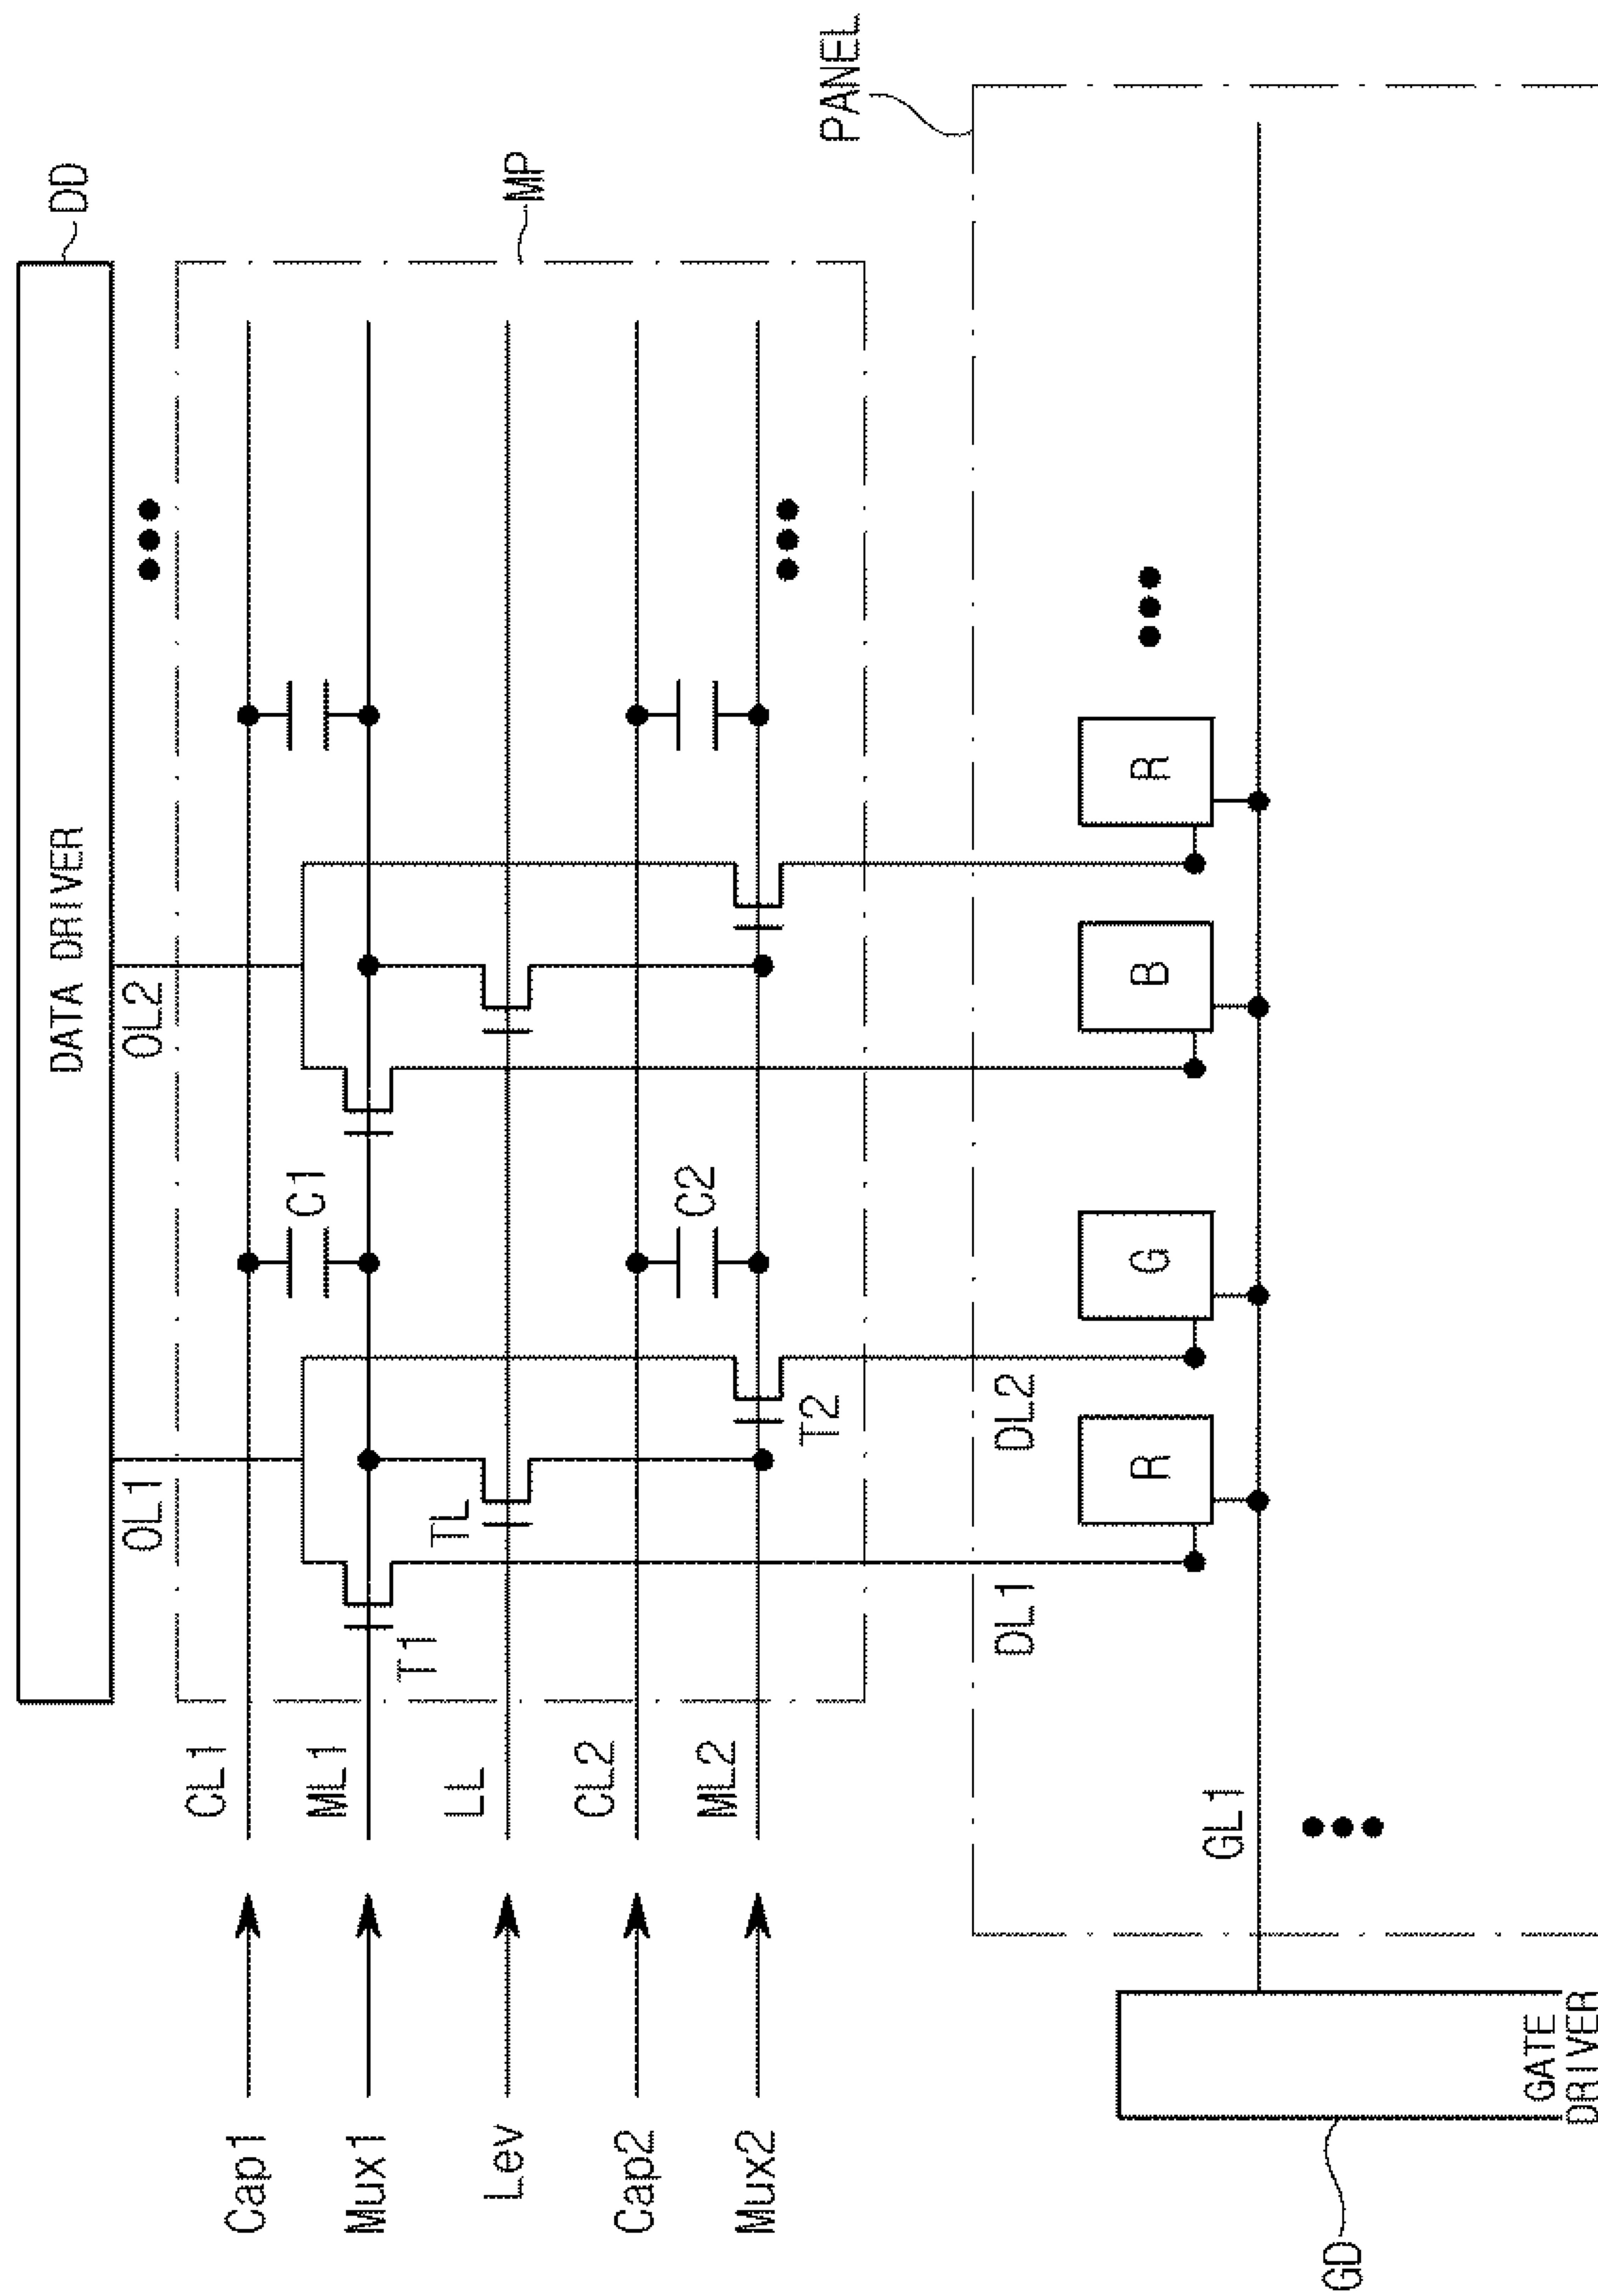 DATA DRIVER
DD
OL1
OL2
Cap1
CL1
C1
Mux1
ML1
T1
MP
Lev
LL
TL
Cap2
CL2
C2
Mux2
ML2
T2
PANEL
DL1
DL2
R
G
B
R
GL1
GD
GATE
DRIVER